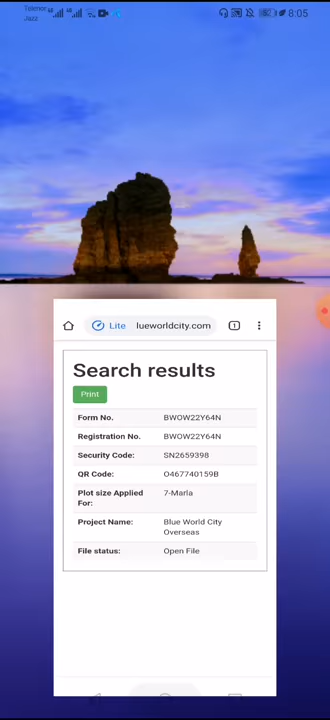 Telenor
Jazz
8:05
Lite lueworldcity.com 1
Search results
Print
Form No. BWOW22Y64N
Registration No. BWOW22Y64N
Security Code: SN2659398
QR Code: O467740159B
Plot size Applied For: 7-Marla
Project Name: Blue World City Overseas
File status: Open File